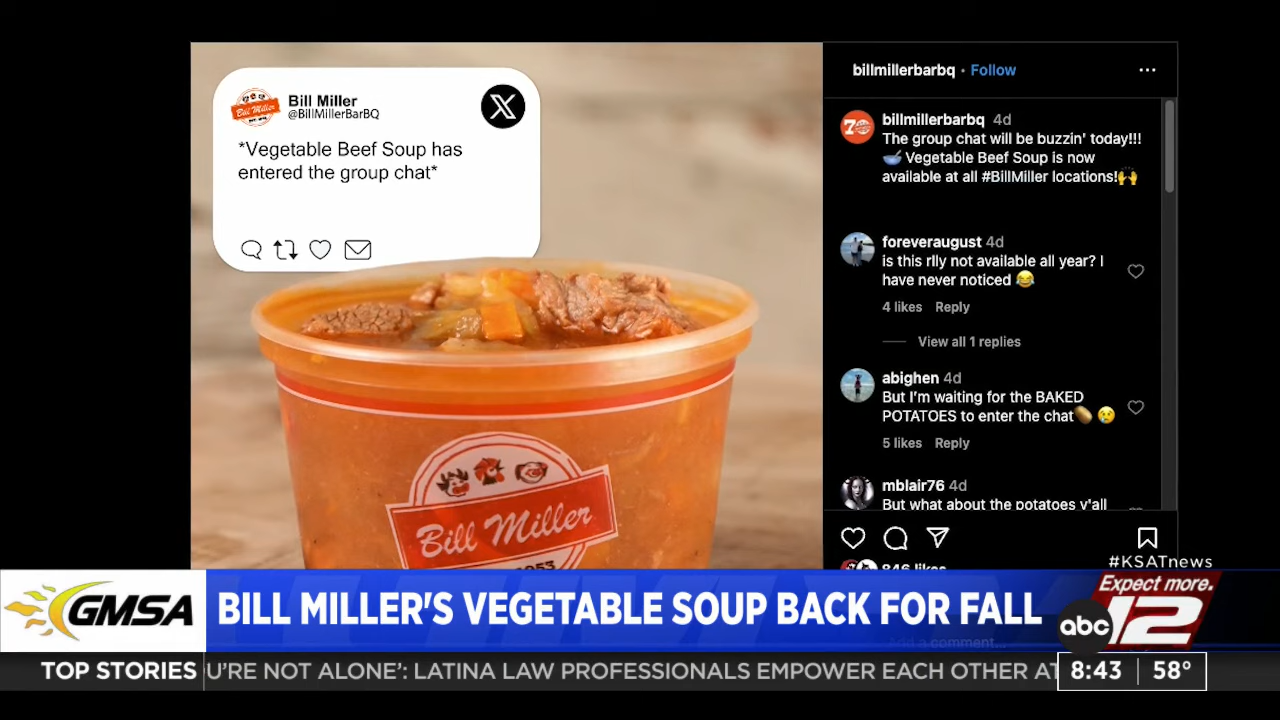 Bill Miller
@BillMillerBarBQ
X
*Vegetable Beef Soup has
entered the group chat*
Bill Miller
billmillerbarbq • Follow
billmillerbarbq 4d
The group chat will be buzzin' today!!!
🥣 Vegetable Beef Soup is now
available at all #BillMiller locations!🙌
foreveraugust 4d
is this rlly not available all year? I
have never noticed 😂
4 likes Reply
View all 1 replies
abighen 4d
But I'm waiting for the BAKED
POTATOES to enter the chat🥔 😢
5 likes Reply
mblair76 4d
But what about the potatoes y'all
846 likes
Add a comment...
#KSATnews
GMSA
BILL MILLER'S VEGETABLE SOUP BACK FOR FALL
Expect more.
abc 12
TOP STORIES
U'RE NOT ALONE': LATINA LAW PROFESSIONALS EMPOWER EACH OTHER AT
8:43 58°